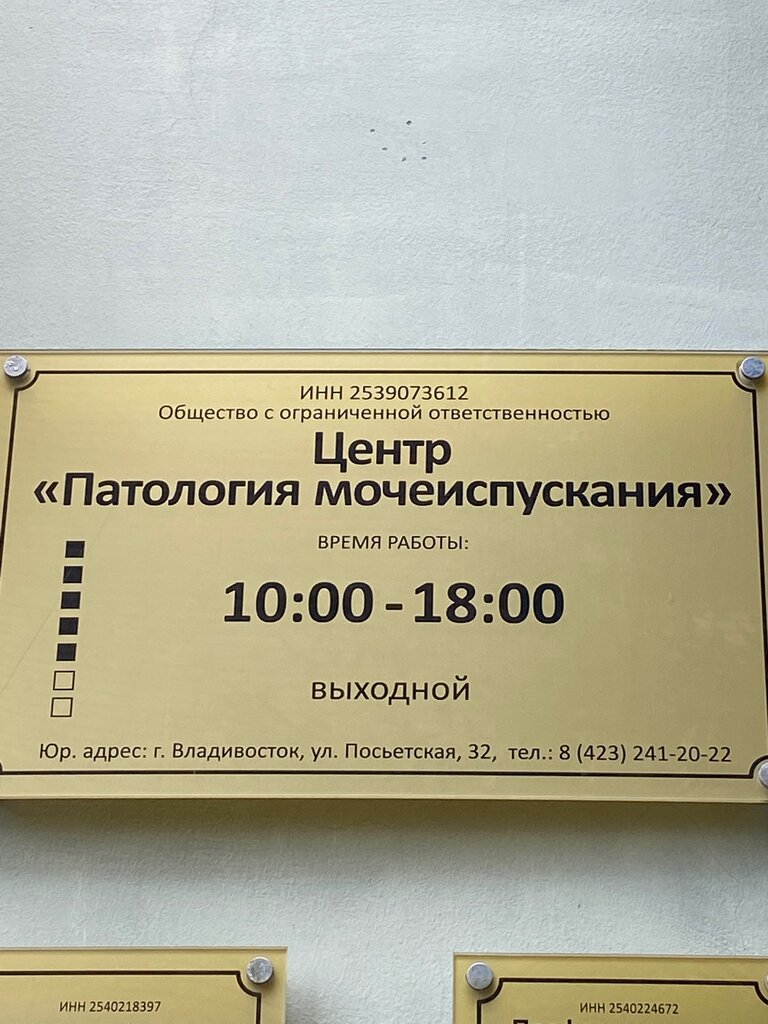 ИНН 2539073612
Общество с ограниченной ответственностью
Центр
«Патология мочеиспускания»
ВРЕМЯ РАБОТЫ:
10:00 - 18:00
выходной
Юр. адрес: г. Владивосток, ул. Посьетская, 32, тел.: 8 (423) 241-20-22
ИНН 2540218397
ИНН 2540224672